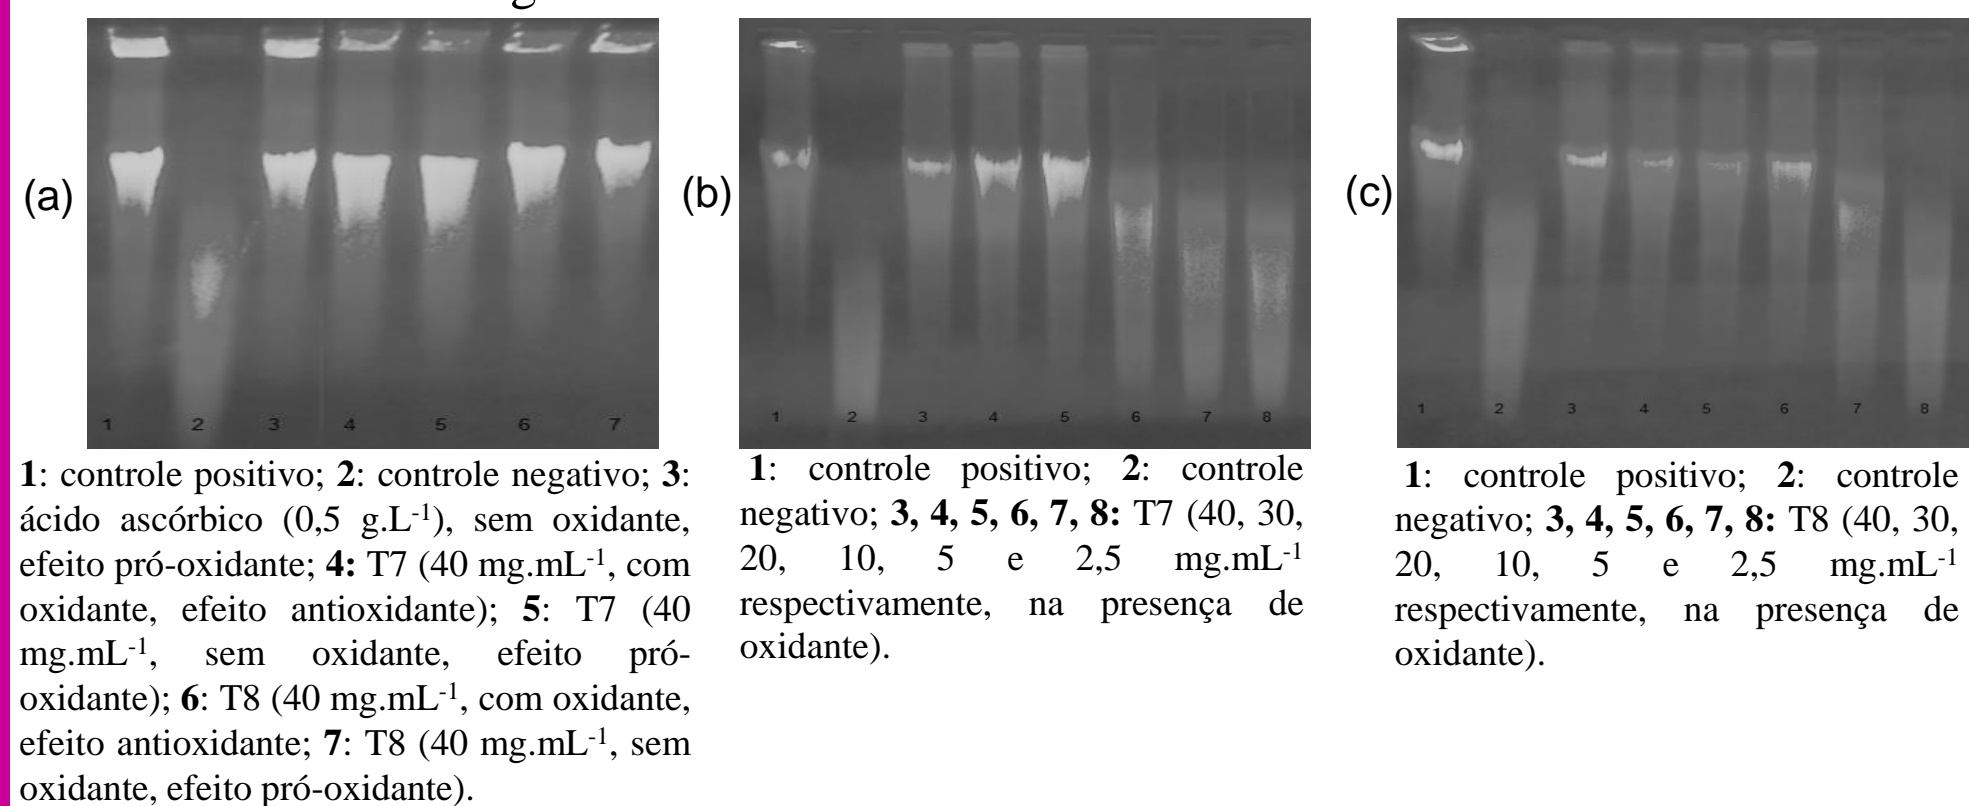 g
(a)
1 2 3 4 5 6 7
(b)
1 2 3 4 5 6 7 8
(c)
1 2 3 4 5 6 7 8
1: controle positivo; 2: controle negativo; 3:
ácido ascórbico (0,5 g.L-1), sem oxidante,
efeito pró-oxidante; 4: T7 (40 mg.mL-1, com
oxidante, efeito antioxidante); 5: T7 (40
mg.mL-1, sem oxidante, efeito pró-
oxidante); 6: T8 (40 mg.mL-1, com oxidante,
efeito antioxidante; 7: T8 (40 mg.mL-1, sem
oxidante, efeito pró-oxidante).
1: controle positivo; 2: controle
negativo; 3, 4, 5, 6, 7, 8: T7 (40, 30,
20, 10, 5 e 2,5 mg.mL-1
respectivamente, na presença de
oxidante).
1: controle positivo; 2: controle
negativo; 3, 4, 5, 6, 7, 8: T8 (40, 30,
20, 10, 5 e 2,5 mg.mL-1
respectivamente, na presença de
oxidante).